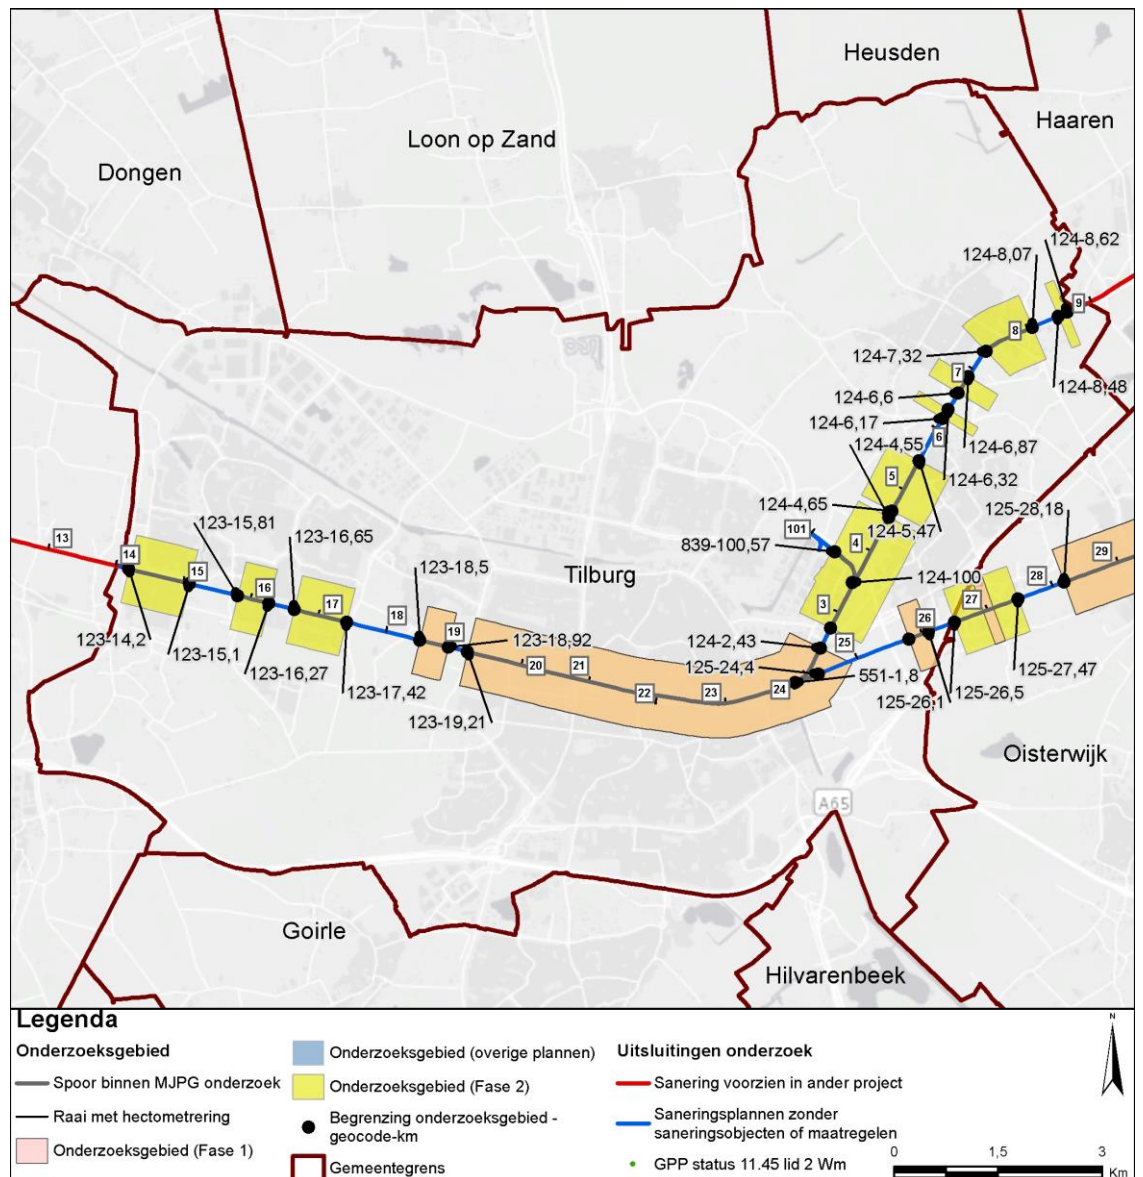 Heusden
Haaren
Loon op Zand
Dongen
124-8,62
124-8,07
9
8
124-7,32
7
124-8,48
124-6,6
124-6,17
6
124-6,87
124-4,55
124-6,32
5
124-4,65
125-28,18
123-15,81
101
124-5,47
13
123-16,65
839-100,57
4
29
14
15
123-18,5
Tilburg
124-100
28
16
17
27
3
18
26
123-14,2
19
123-18,92
124-2,43
25
123-15,1
20
125-24,4
551-1,8
125-27,47
123-16,27
21
24
125-26,5
22
23
125-26,1
123-17,42
123-19,21
Oisterwijk
A65
Goirle
Hilvarenbeek
Legenda
Onderzoeksgebied
Spoor binnen MJPG onderzoek
Raai met hectometrering
Onderzoeksgebied (Fase 1)
Onderzoeksgebied (overige plannen)
Onderzoeksgebied (Fase 2)
Begrenzing onderzoeksgebied -
geocode-km
Gemeentegrens
Uitsluitingen onderzoek
Sanering voorzien in ander project
Saneringsplannen zonder
saneringsobjecten of maatregelen
GPP status 11.45 lid 2 Wm
N
0 1,5 3
Km